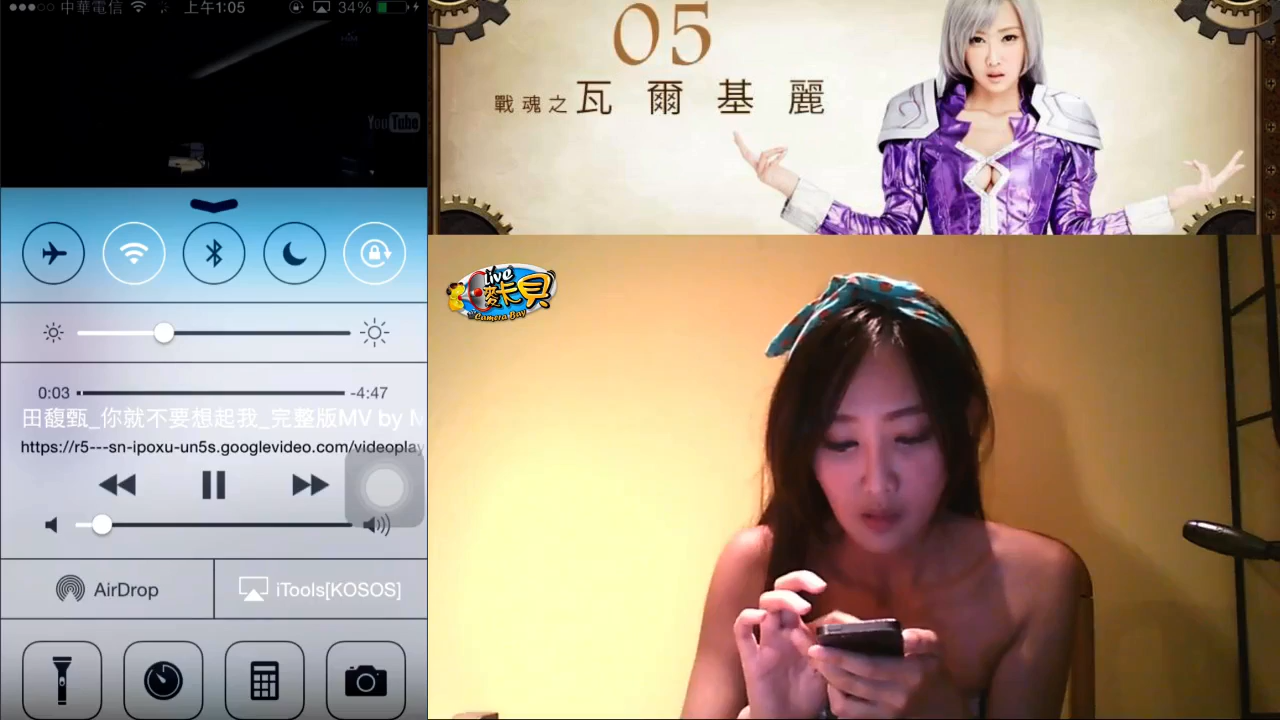 中華電信 上午1:05 34%
YouTube
0:03 -4:47
田馥甄_你就不要想起我_完整版MV by M
https://r5---sn-ipoxu-un5s.googlevideo.com/videoplay
AirDrop iTools[KOSOS]
05
戰魂之瓦爾基麗
live
麥卡貝
Camera Bay